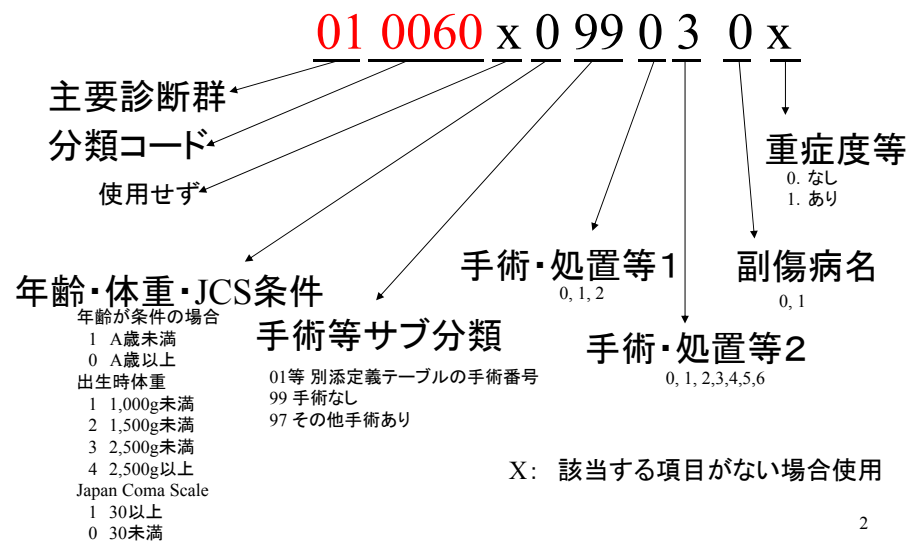 01 0060 x 0 99 0 3 0 x
主要診断群
分類コード
使用せず
年齢・体重・JCS条件
年齢が条件の場合
1 A歳未満
0 A歳以上
出生時体重
1 1,000g未満
2 1,500g未満
3 2,500g未満
4 2,500g以上
Japan Coma Scale
1 30以上
0 30未満
手術等サブ分類
01等 別添定義テーブルの手術番号
99 手術なし
97 その他手術あり
手術・処置等1
0, 1, 2
手術・処置等2
0, 1, 2,3,4,5,6
副傷病名
0, 1
重症度等
0. なし
1. あり
X: 該当する項目がない場合使用
2